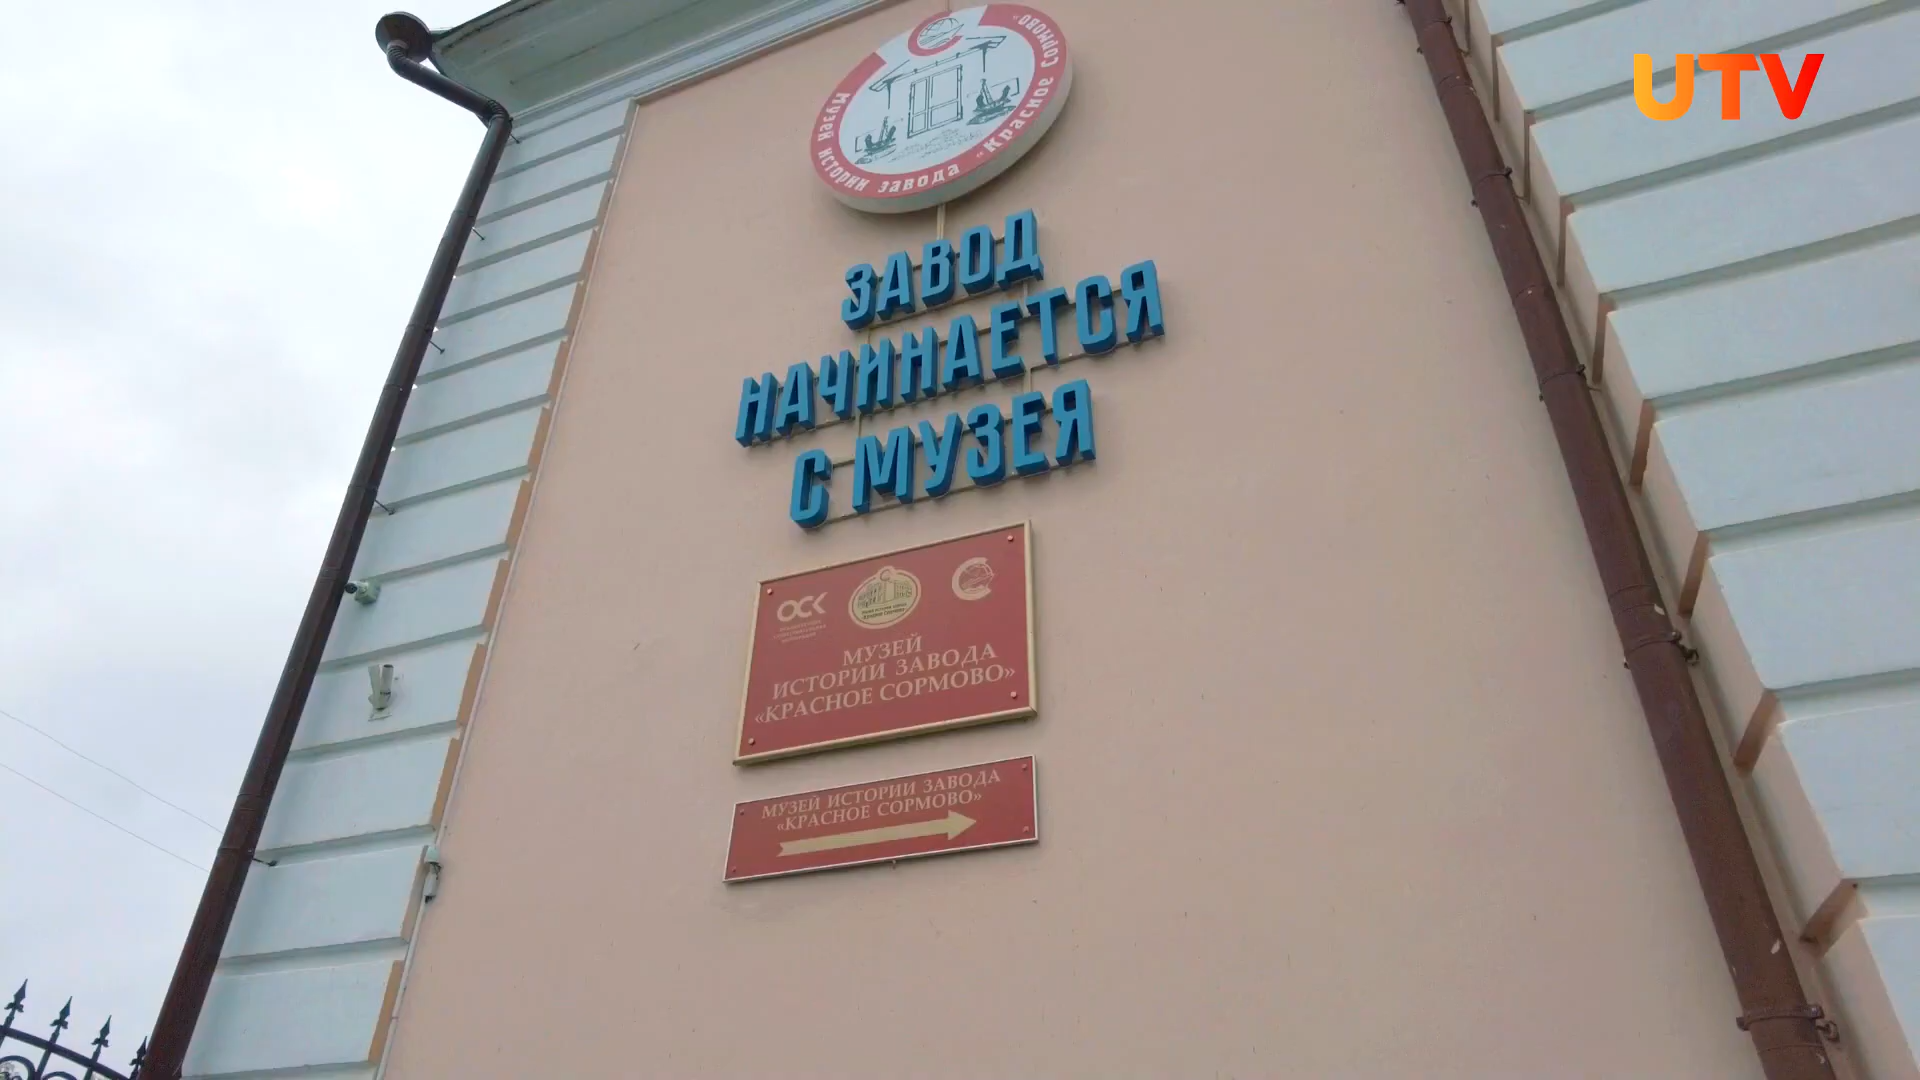 UTV
Музей истории завода „Красное Сормово"
ЗАВОД
НАЧИНАЕТСЯ
С МУЗЕЯ
ОСК
МУЗЕЙ
ИСТОРИИ ЗАВОДА
«КРАСНОЕ СОРМОВО»
МУЗЕЙ ИСТОРИИ ЗАВОДА
«КРАСНОЕ СОРМОВО»